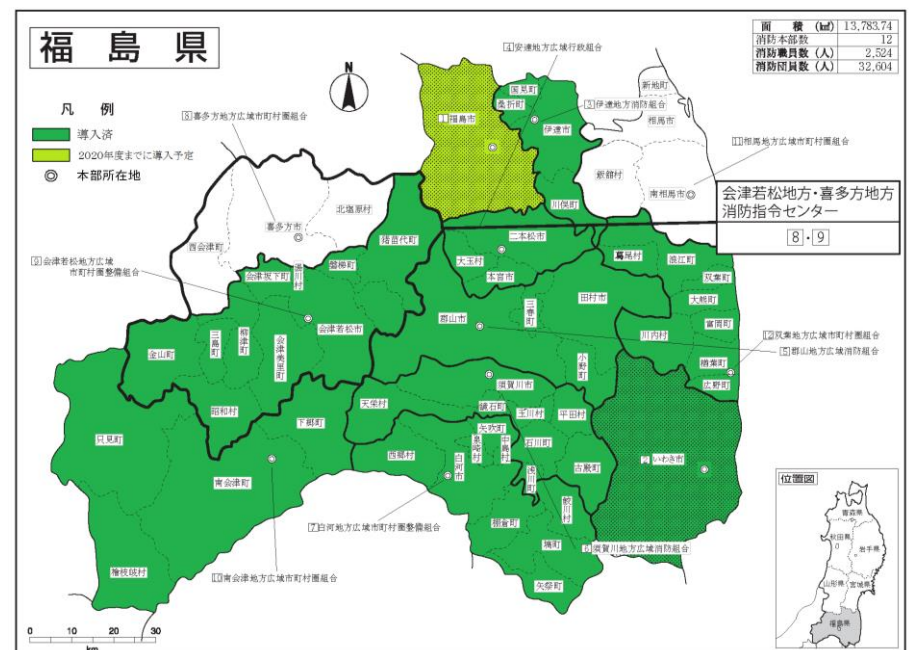 福島県
面積(㎢) 13,783.74
消防本部数 12
消防職員数(人) 2,524
消防団員数(人) 32,604
凡例
導入済
2020年度までに導入予定
◎ 本部所在地
N
4安達地方広域行政組合
3伊達地方消防組合
8喜多方地方広域市町村圏組合
11相馬地方広域市町村圏組合
会津若松地方・喜多方地方
消防指令センター
8・9
9会津若松地方広域
市町村圏整備組合
12双葉地方広域市町村圏組合
5郡山地方広域消防組合
7白河地方広域市町村圏整備組合
6須賀川地方広域消防組合
10南会津地方広域市町村圏組合
1福島市
国見町
桑折町
伊達市
川俣町
新地町
相馬市
飯舘村
南相馬市
北塩原村
喜多方市
西会津町
猪苗代町
磐梯町
湯川村
会津坂下町
会津若松市
会津美里町
柳津町
三島町
金山町
昭和村
二本松市
大玉村
本宮市
葛尾村
浪江町
双葉町
大熊町
富岡町
川内村
楢葉町
広野町
田村市
三春町
郡山市
小野町
須賀川市
天栄村
鏡石町
玉川村
平田村
石川町
古殿町
浅川町
矢吹町
中島村
泉崎村
西郷村
白河市
棚倉町
鮫川村
塙町
矢祭町
2いわき市
下郷町
只見町
南会津町
檜枝岐村
位置図
青森県
秋田県
岩手県
山形県
宮城県
福島県
0 10 20 30
km